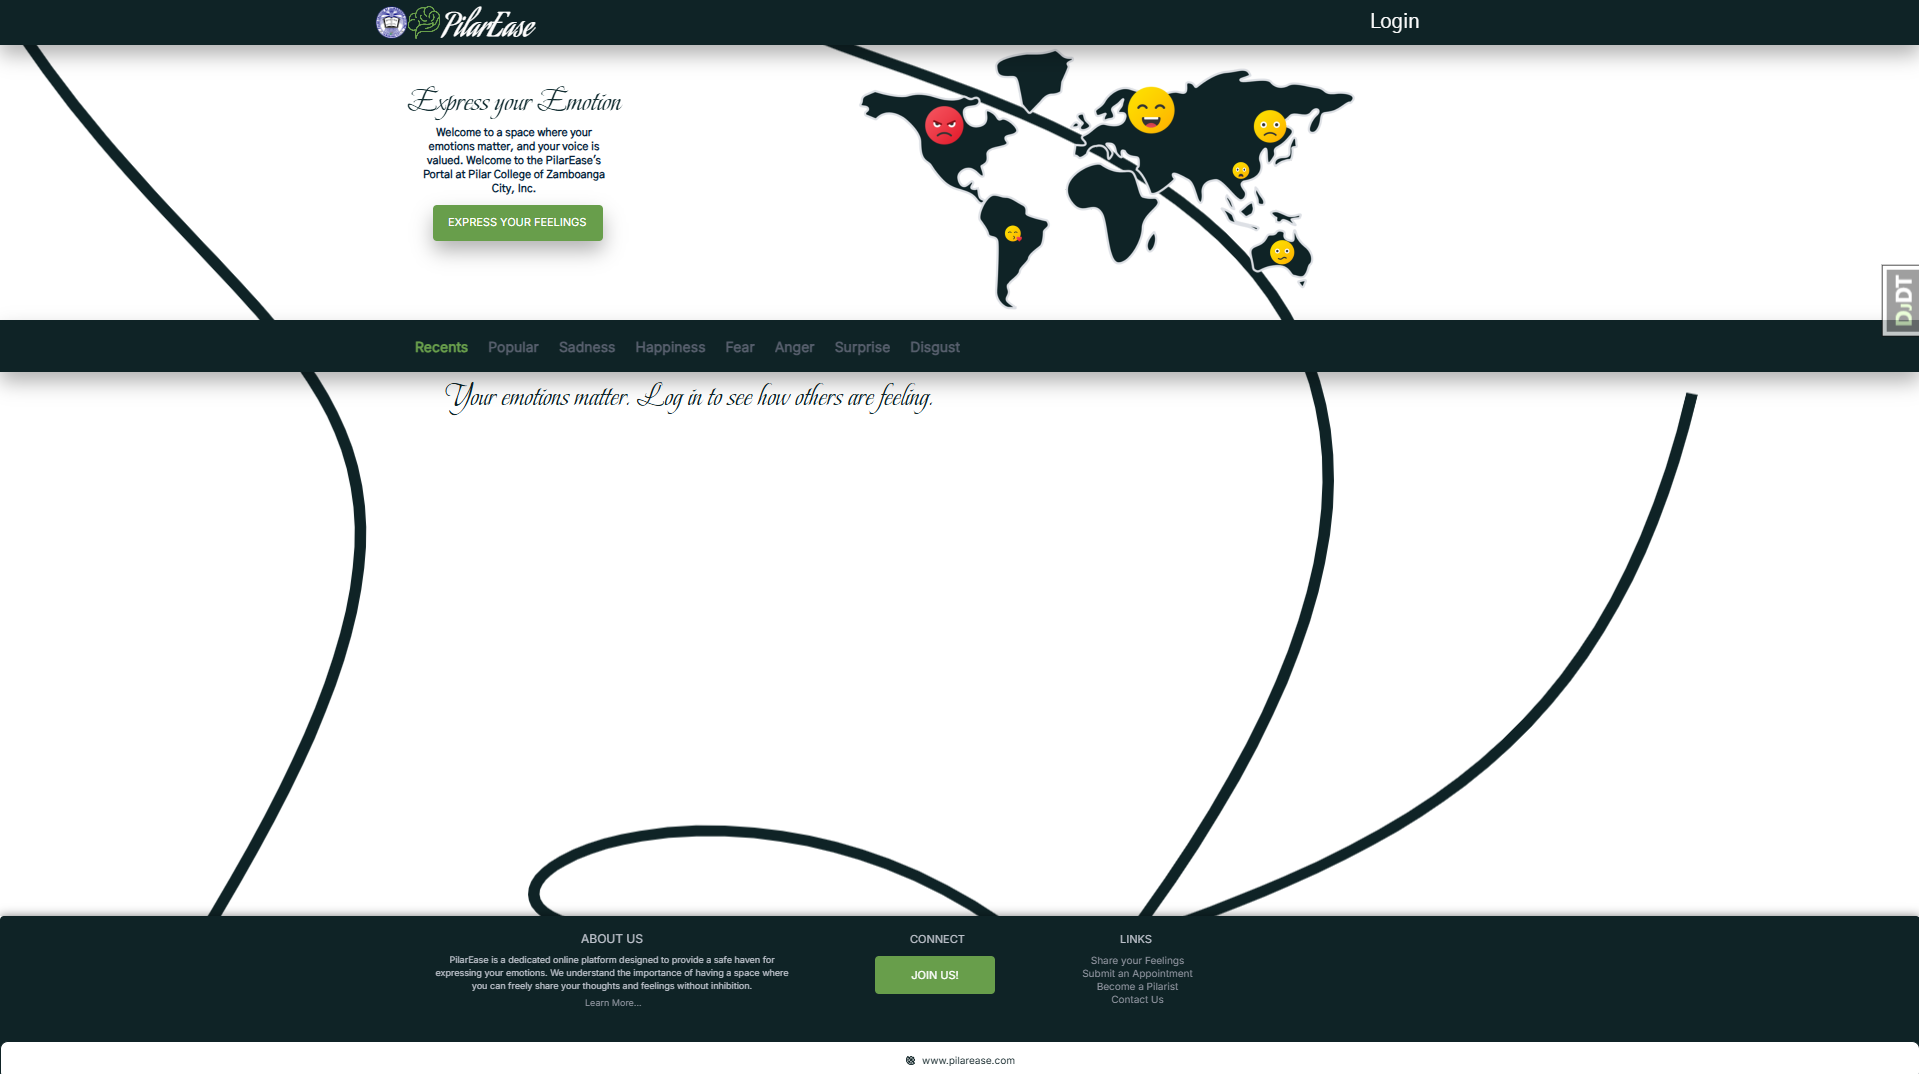 PilarEase
Login
Express your Emotion
Welcome to a space where your
emotions matter, and your voice is
valued. Welcome to the PilarEase's
Portal at Pilar College of Zamboanga
City, Inc.
EXPRESS YOUR FEELINGS
DJDT
Recents Popular Sadness Happiness Fear Anger Surprise Disgust
Your emotions matter. Log in to see how others are feeling.
ABOUT US
PilarEase is a dedicated online platform designed to provide a safe haven for
expressing your emotions. We understand the importance of having a space where
you can freely share your thoughts and feelings without inhibition.
Learn More...
CONNECT
JOIN US!
LINKS
Share your Feelings
Submit an Appointment
Become a Pilarist
Contact Us
www.pilarease.com